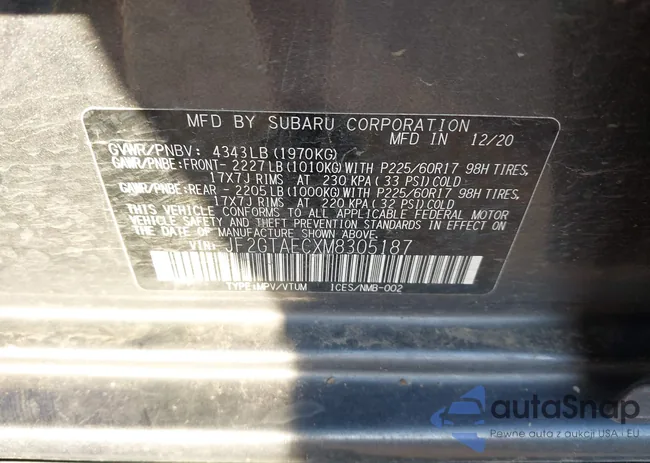 MFD BY SUBARU CORPORATION
MFD IN 12/20
GVWR/PNBV: 4343LB(1970KG)
GAWR/PNBE:FRONT- 2227LB(1010KG)WITH P225/60R17 98H TIRES,
17X7J RIMS AT 230 KPA(33 PSI)COLD
GAWR/PNBE:REAR - 2205LB(1000KG)WITH P225/60R17 98H TIRES,
17X7J RIMS AT 220 KPA(32 PSI)COLD
THIS VEHICLE CONFORMS TO ALL APPLICABLE FEDERAL MOTOR
VEHICLE SAFETY AND THEFT PREVENTION STANDARDS IN EFFECT ON
THE DATE OF MANUFACTURE SHOWN ABOVE.
VIN: JF2GTAECXM8305187
TYPE:MPV/VTUM ICES/NMB-002
autoSnap
Pewne auta z aukcji USA i EU